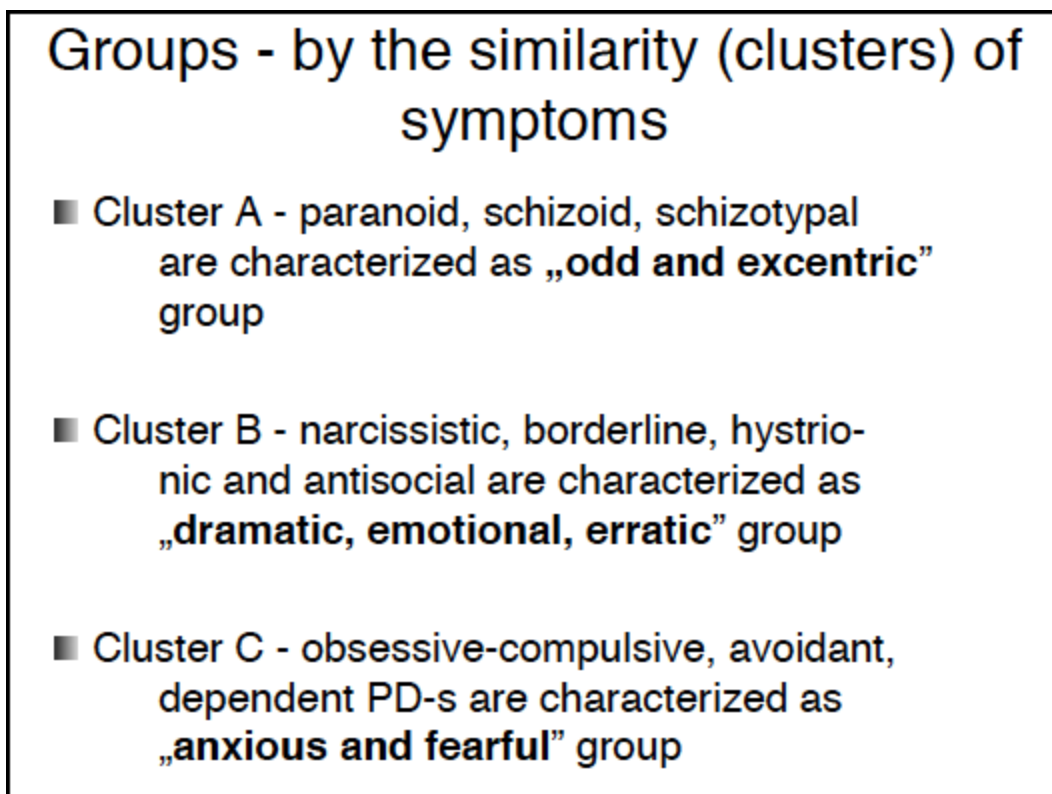 Groups - by the similarity (clusters) of
symptoms
Cluster A - paranoid, schizoid, schizotypal
are characterized as „odd and excentric”
group
Cluster B - narcissistic, borderline, hystrio-
nic and antisocial are characterized as
„dramatic, emotional, erratic” group
Cluster C - obsessive-compulsive, avoidant,
dependent PD-s are characterized as
„anxious and fearful” group